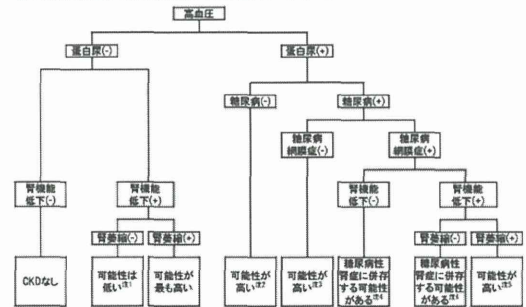 高血圧
蛋白尿(-)
蛋白尿(+)
糖尿病(-)
糖尿病(+)
糖尿病
網膜症(-)
糖尿病
網膜症(+)
腎機能
低下(-)
腎機能
低下(+)
腎機能
低下(-)
腎機能
低下(+)
腎萎縮(-)
腎萎縮(+)
腎萎縮(-)
腎萎縮(+)
CKDなし
可能性は
低い注1
可能性が
最も高い
可能性が
高い注2
可能性が
高い注3
糖尿病性
腎症に併存
する可能性
がある注4
糖尿病性
腎症に併存
する可能性
がある
可能性が
高い注5